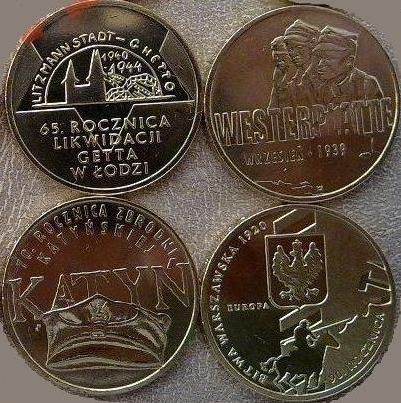 LITZMANNSTADT-GHETTO
1940
1944
65. ROCZNICA
LIKWIDACJI
GETTA
W ŁODZI
WESTERPLATTE
WRZESIEŃ • 1939
70. ROCZNICA ZBRODNI
KATYŃSKIEJ
KATYŃ
BITWA WARSZAWSKA 1920
EUROPA
90. ROCZNICA